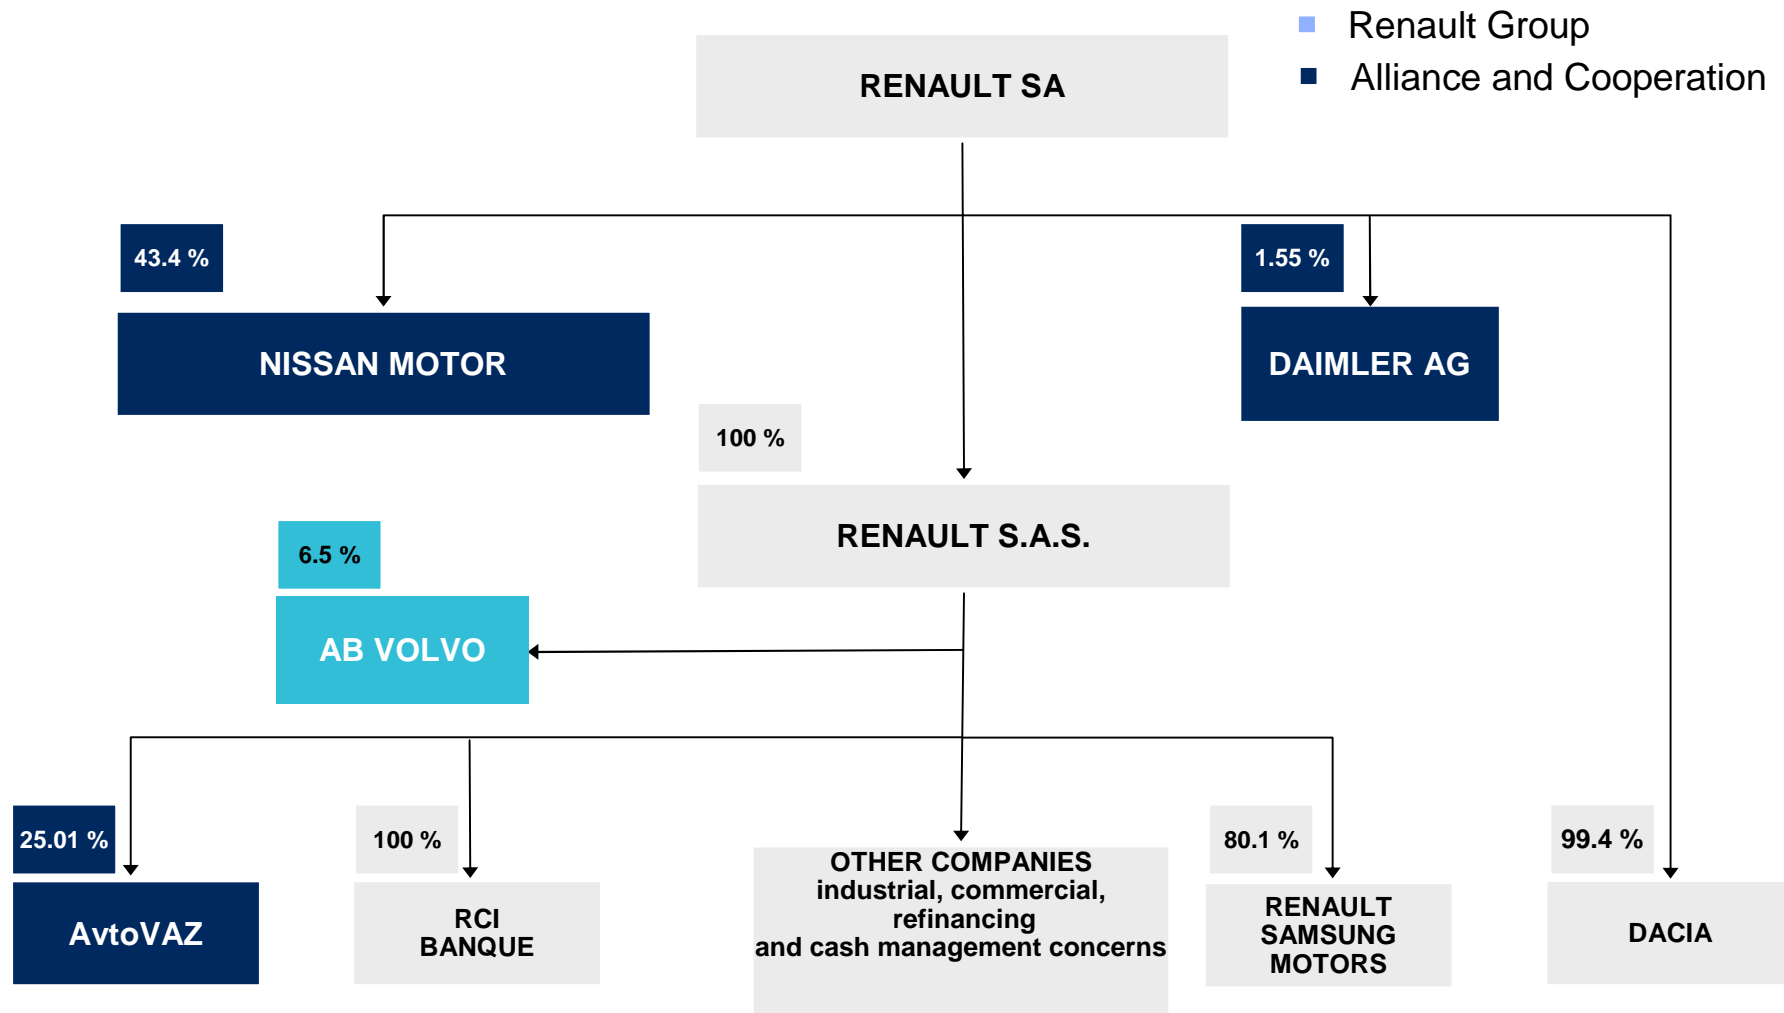 Renault Group
Alliance and Cooperation
RENAULT SA
43.4 %
1.55 %
NISSAN MOTOR
DAIMLER AG
100 %
RENAULT S.A.S.
6.5 %
AB VOLVO
25.01 %
100 %
80.1 %
99.4 %
AvtoVAZ
RCI
BANQUE
OTHER COMPANIES
industrial, commercial,
refinancing
and cash management concerns
RENAULT
SAMSUNG
MOTORS
DACIA